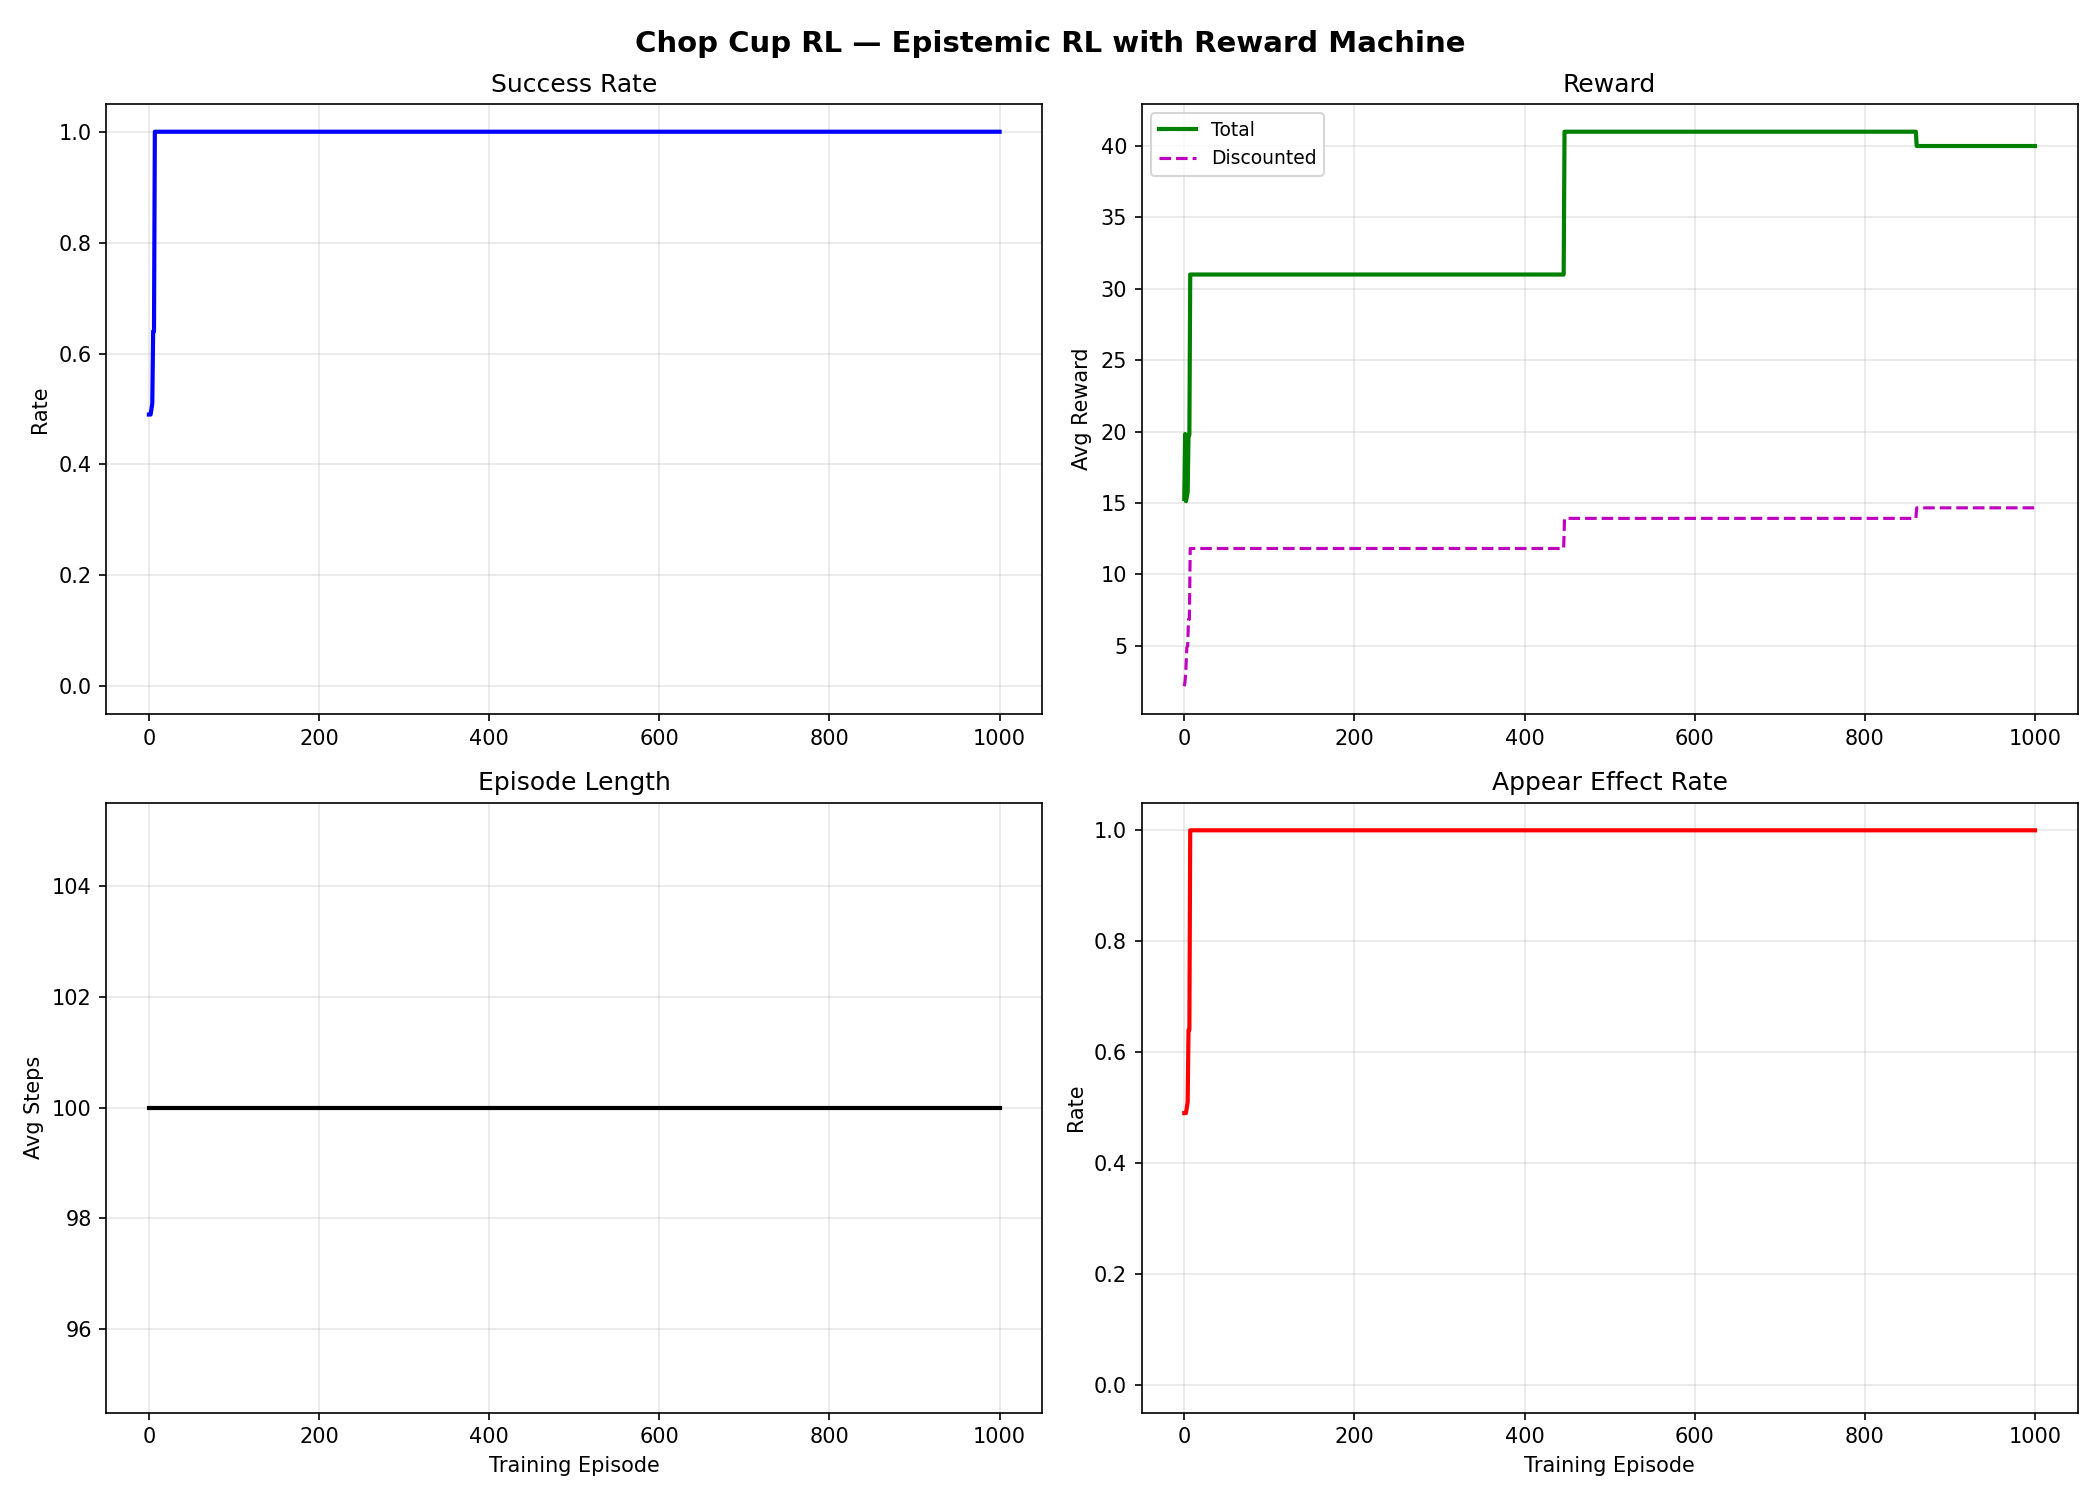 Chop Cup RL — Epistemic RL with Reward Machine
Success Rate
Rate
1.0
0.8
0.6
0.4
0.2
0.0
0 200 400 600 800 1000
Reward
Total
Discounted
Avg Reward
40
35
30
25
20
15
10
5
0 200 400 600 800 1000
Episode Length
Avg Steps
104
102
100
98
96
0 200 400 600 800 1000
Training Episode
Appear Effect Rate
Rate
1.0
0.8
0.6
0.4
0.2
0.0
0 200 400 600 800 1000
Training Episode